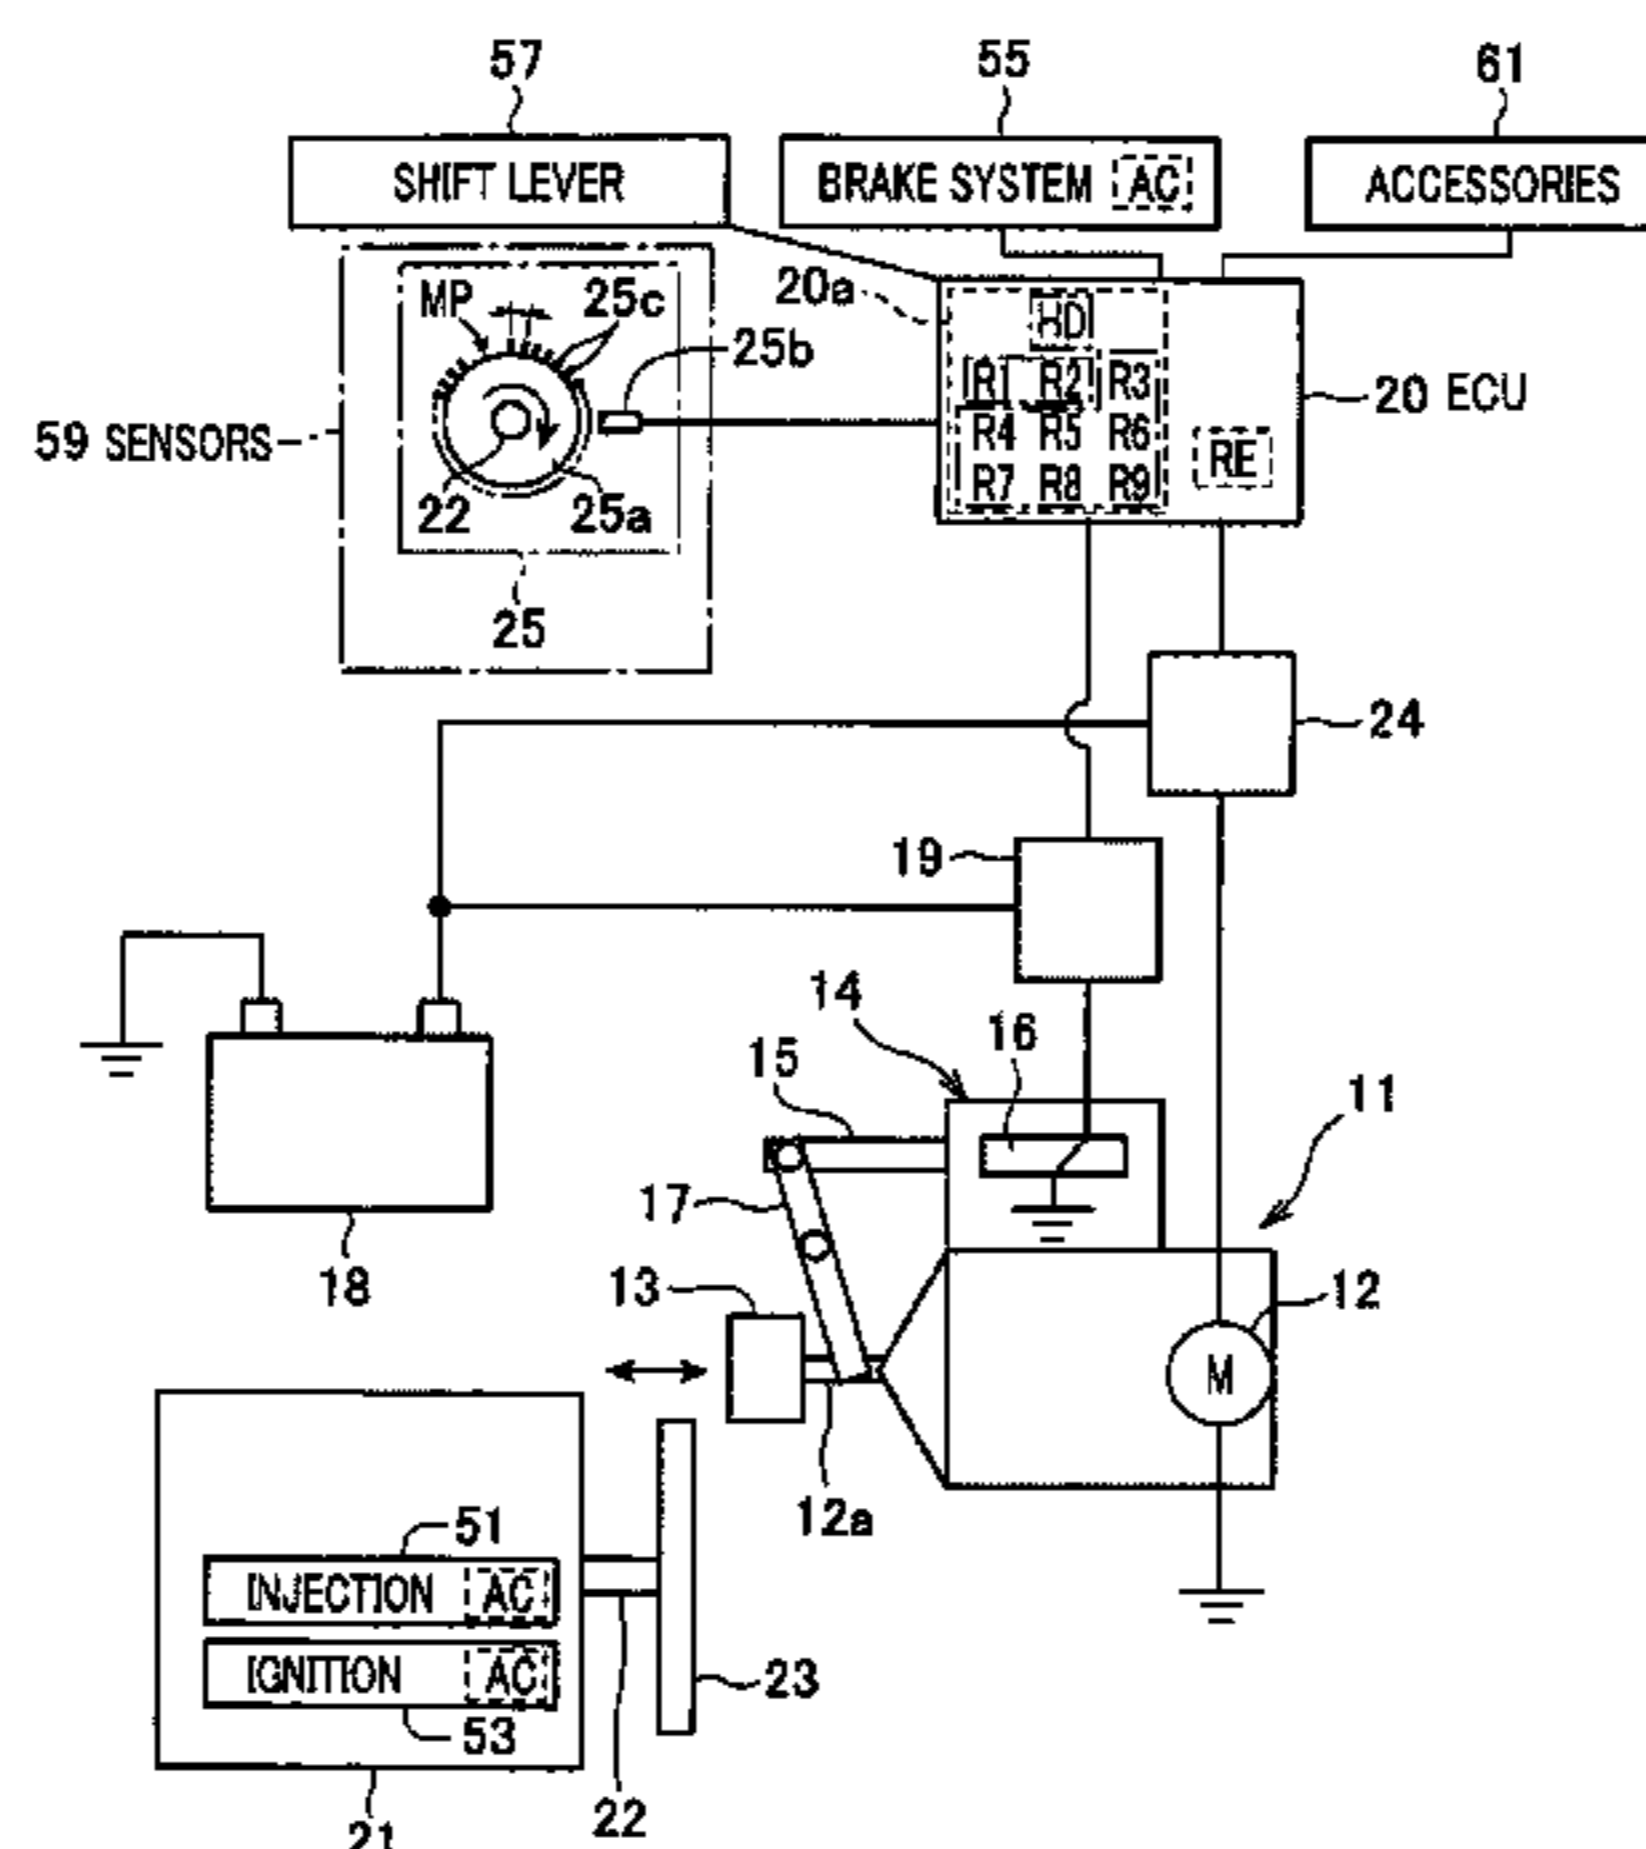 57 55 61
SHIFT LEVER BRAKE SYSTEM AC ACCESSORIES
MP 25c 20a HD
25b R1 R2 R3
20 ECU
59 SENSORS R4 R5 R6 RE
22 25a R7 R8 R9
25
24
19
14
15 16 11
17
18 13 12
M
12a
51
INJECTION AC
IGNITION AC
53 23
21 22